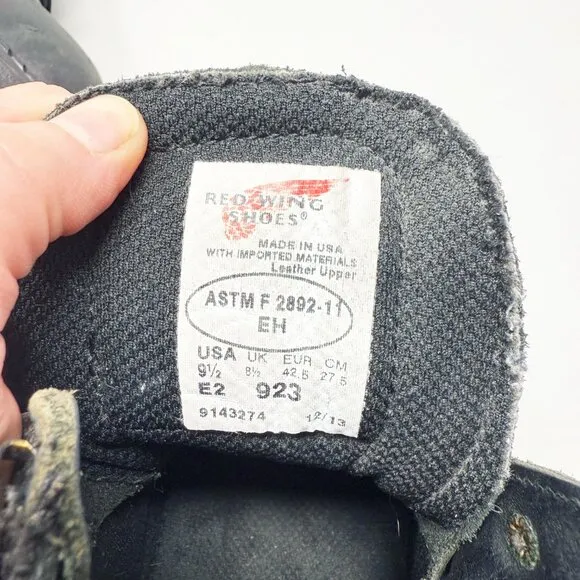 RED WING
SHOES®
MADE IN USA
WITH IMPORTED MATERIALS
Leather Upper
ASTM F 2892-11
EH
USA UK EUR CM
9½ 8½ 42.5 27.5
E2 923
9143274 12/13